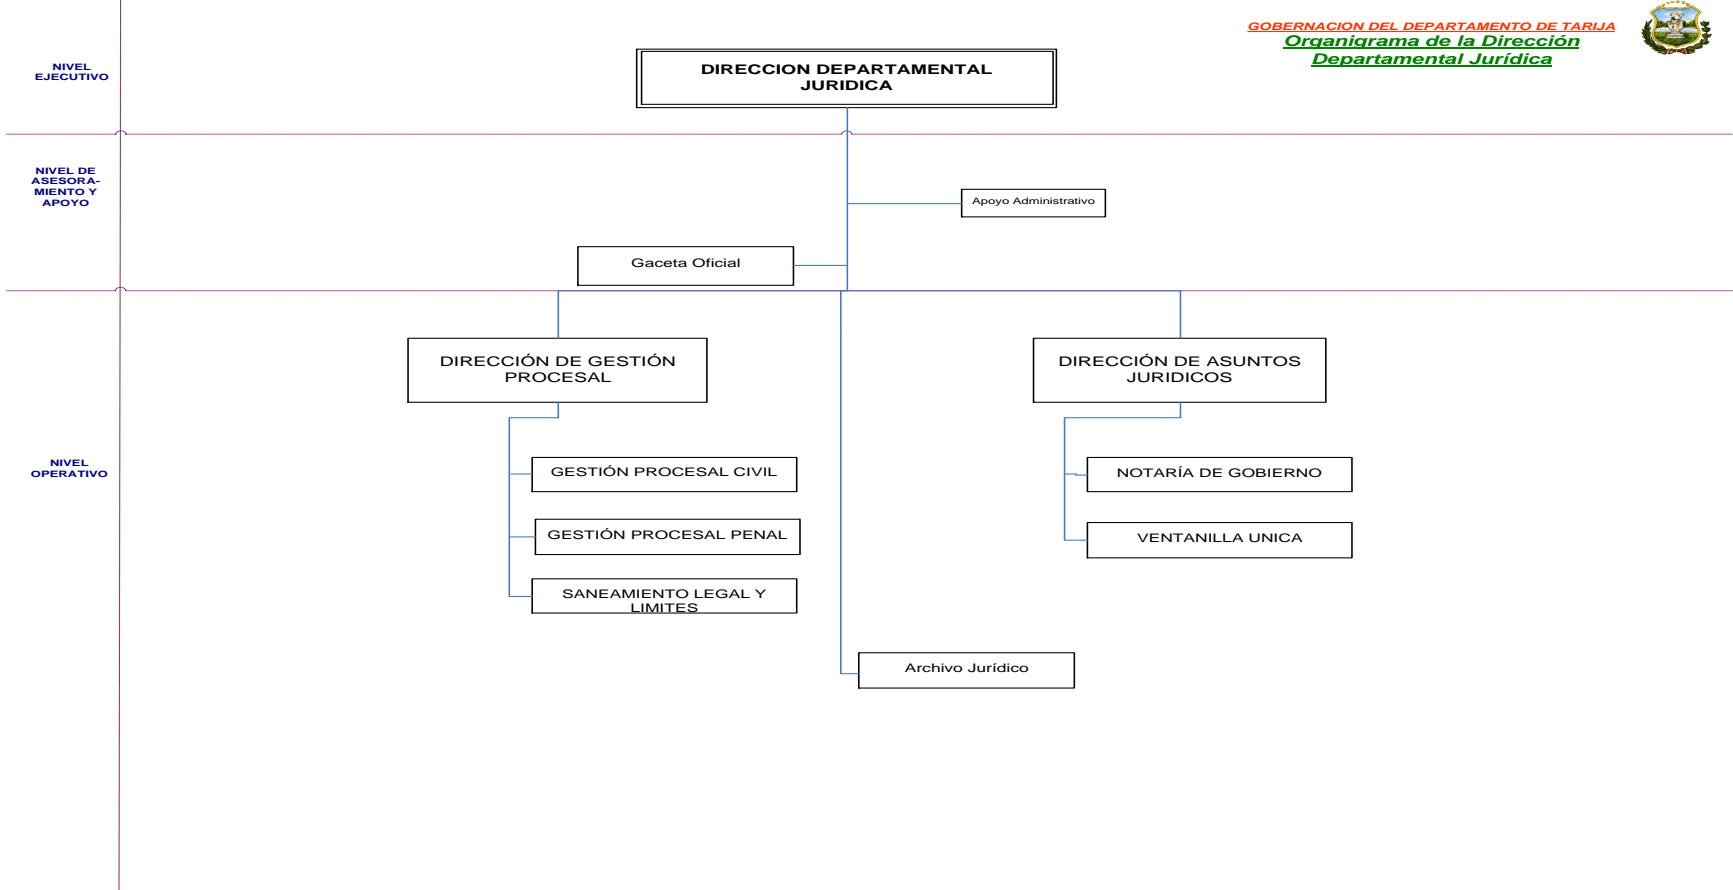 GOBERNACION DEL DEPARTAMENTO DE TARIJA
Organigrama de la Dirección
Departamental Jurídica
NIVEL
EJECUTIVO
DIRECCION DEPARTAMENTAL
JURIDICA
NIVEL DE
ASESORA-
MIENTO Y
APOYO
Apoyo Administrativo
Gaceta Oficial
DIRECCIÓN DE GESTIÓN
PROCESAL
DIRECCIÓN DE ASUNTOS
JURIDICOS
NIVEL
OPERATIVO
GESTIÓN PROCESAL CIVIL
GESTIÓN PROCESAL PENAL
SANEAMIENTO LEGAL Y
LIMITES
NOTARÍA DE GOBIERNO
VENTANILLA UNICA
Archivo Jurídico